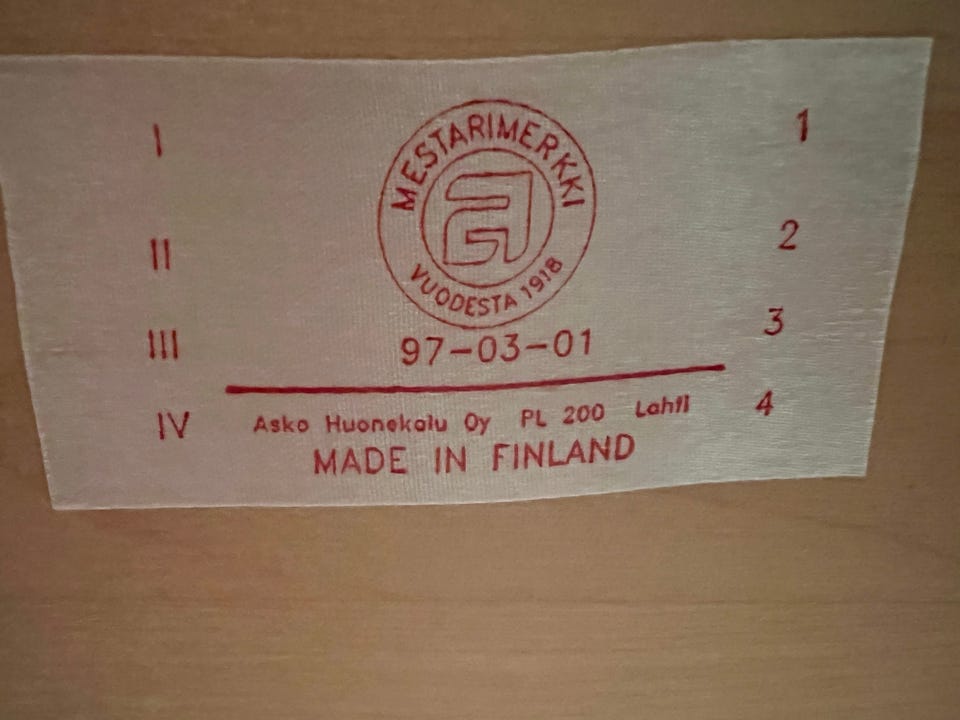 MESTARIMERKKI
a
VUODESTA 1918
I 1
II 2
III 97-03-01 3
IV Asko Huonekalu Oy PL 200 Lahti 4
MADE IN FINLAND